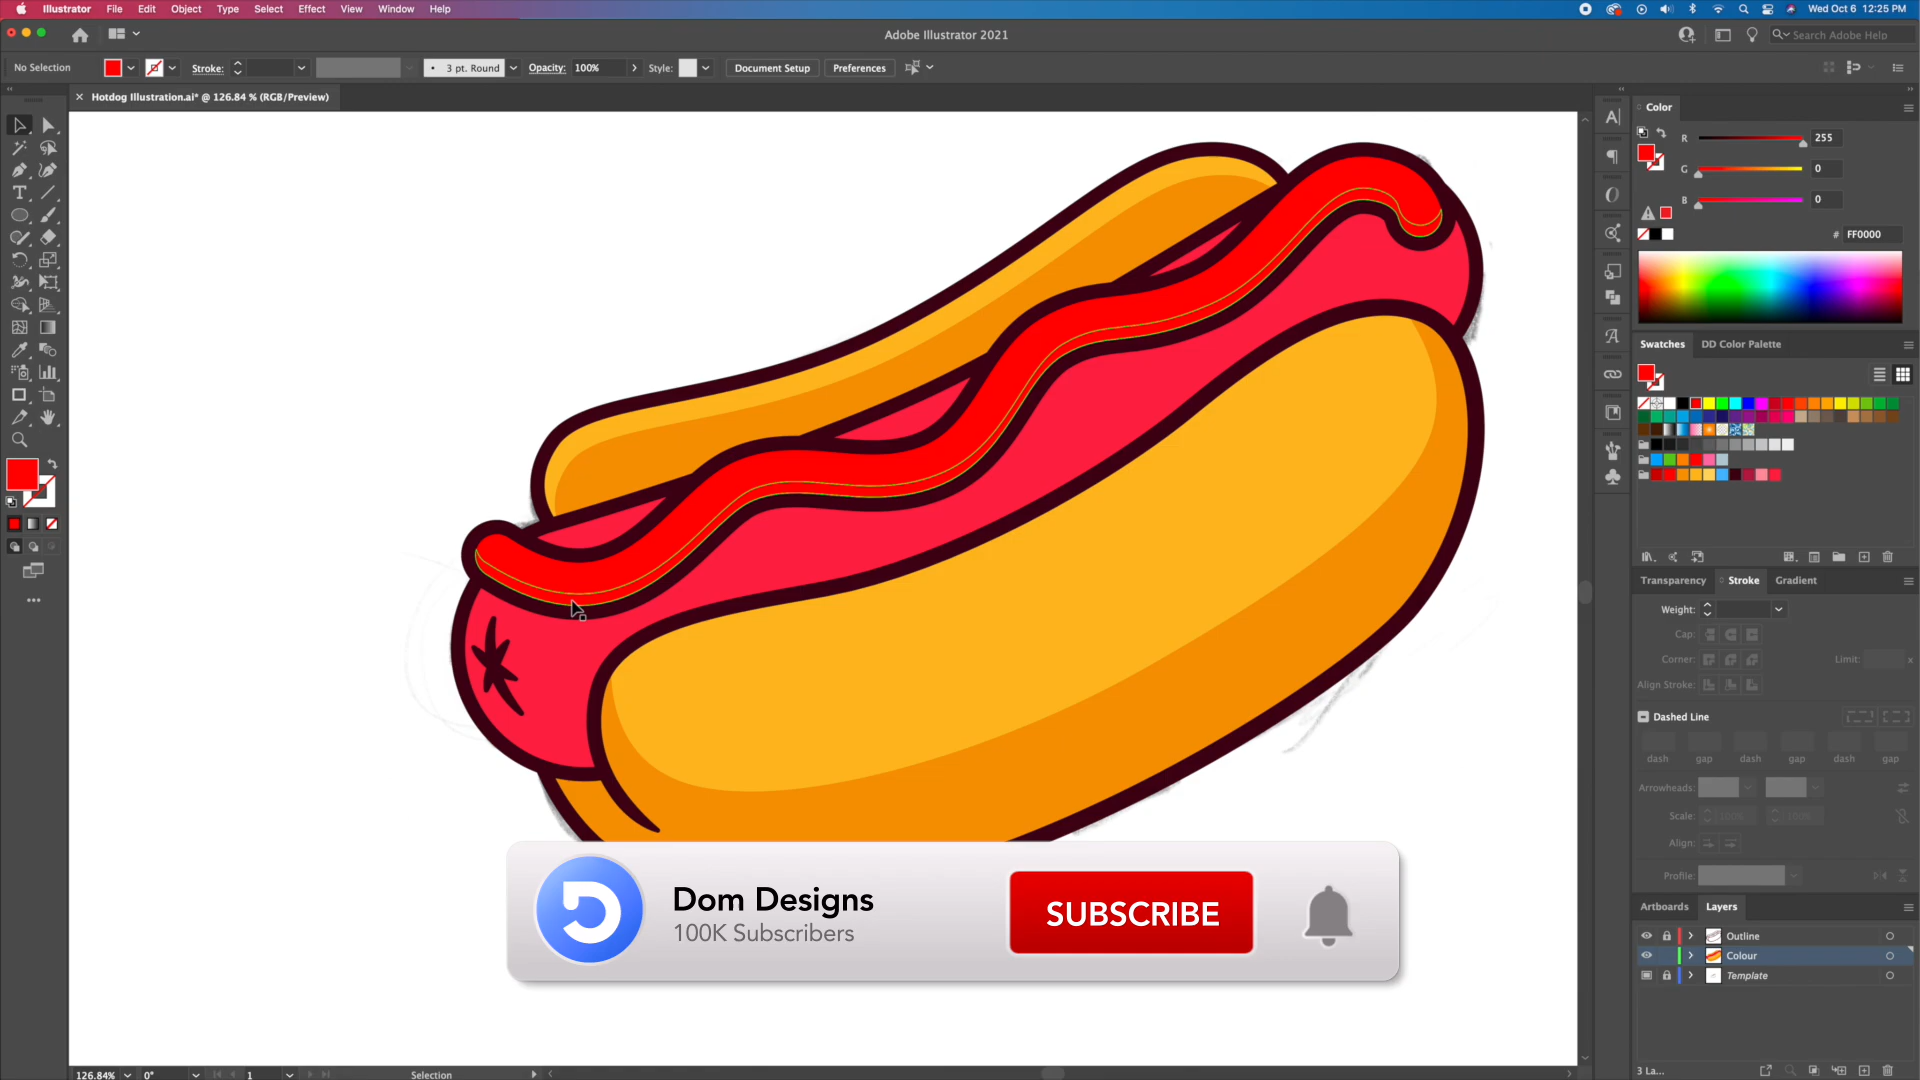 Illustrator File Edit Object Type Select Effect View Window Help
Wed Oct 6 12:25 PM
Adobe Illustrator 2021
Search Adobe Help
No Selection
Stroke:
3 pt. Round
Opacity: 100%
Style:
Document Setup
Preferences
Hotdog Illustration.ai* @ 126.84 % (RGB/Preview)
Color
R 255
G 0
B 0
# FF0000
Swatches DD Color Palette
Transparency Stroke Gradient
Weight:
Cap:
Corner: Limit: x
Align Stroke:
Dashed Line
dash gap dash gap dash gap
Arrowheads:
Scale: 100% 100%
Align:
Profile:
Dom Designs
100K Subscribers
SUBSCRIBE
Artboards Layers
Outline
Colour
Template
3 La...
126.84% 0° 1 Selection